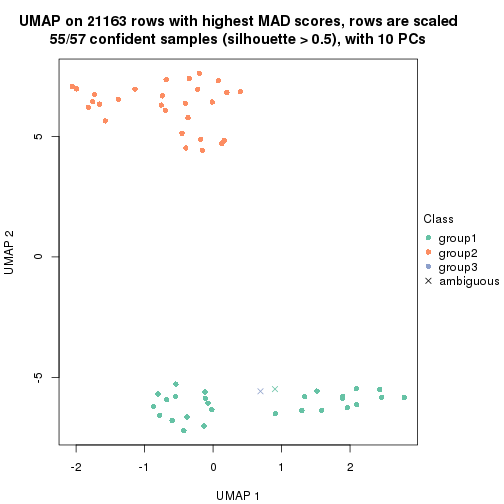 UMAP on 21163 rows with highest MAD scores, rows are scaled
55/57 confident samples (silhouette > 0.5), with 10 PCs
5
0
-5
UMAP 2
-2
-1
0
1
2
UMAP 1
Class
group1
group2
group3
ambiguous